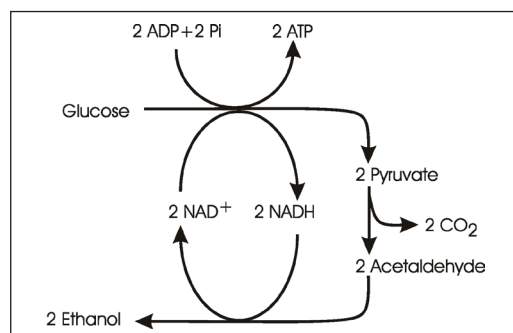 2 ADP+2 Pi 2 ATP
Glucose
2 Pyruvate
2 NAD+ 2 NADH
2 CO2
2 Acetaldehyde
2 Ethanol